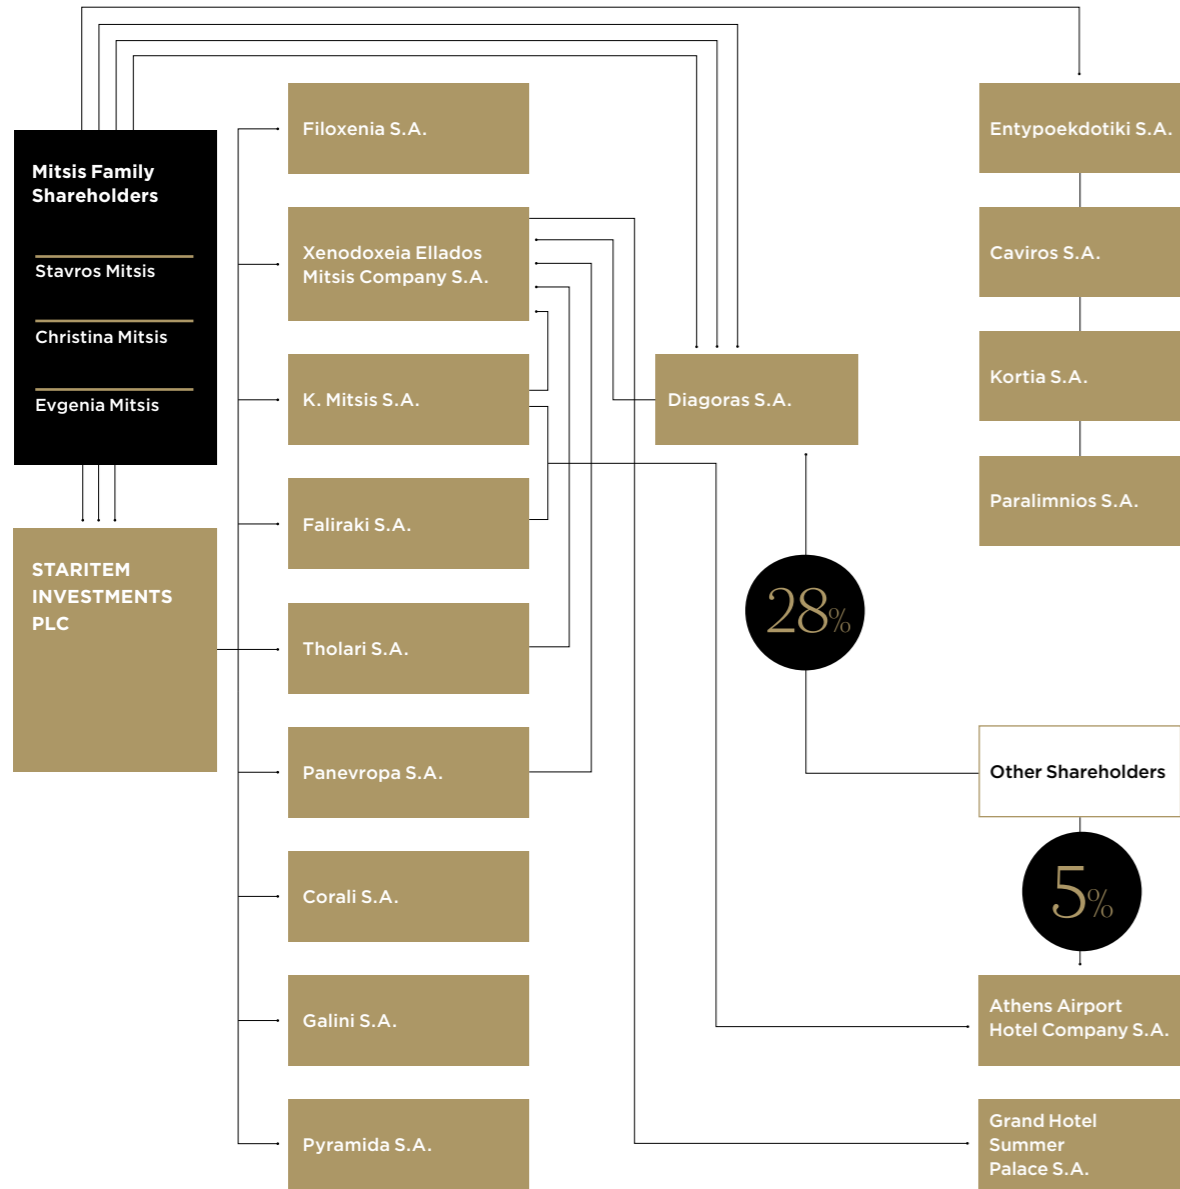 Mitsis Family
Shareholders
Stavros Mitsis
Christina Mitsis
Evgenia Mitsis
STARITEM
INVESTMENTS
PLC
Filoxenia S.A.
Xenodoxeia Ellados
Mitsis Company S.A.
K. Mitsis S.A.
Faliraki S.A.
Tholari S.A.
Panevropa S.A.
Corali S.A.
Galini S.A.
Pyramida S.A.
Diagoras S.A.
28%
Entypoekdotiki S.A.
Caviros S.A.
Kortia S.A.
Paralimnios S.A.
Other Shareholders
5%
Athens Airport
Hotel Company S.A.
Grand Hotel
Summer
Palace S.A.